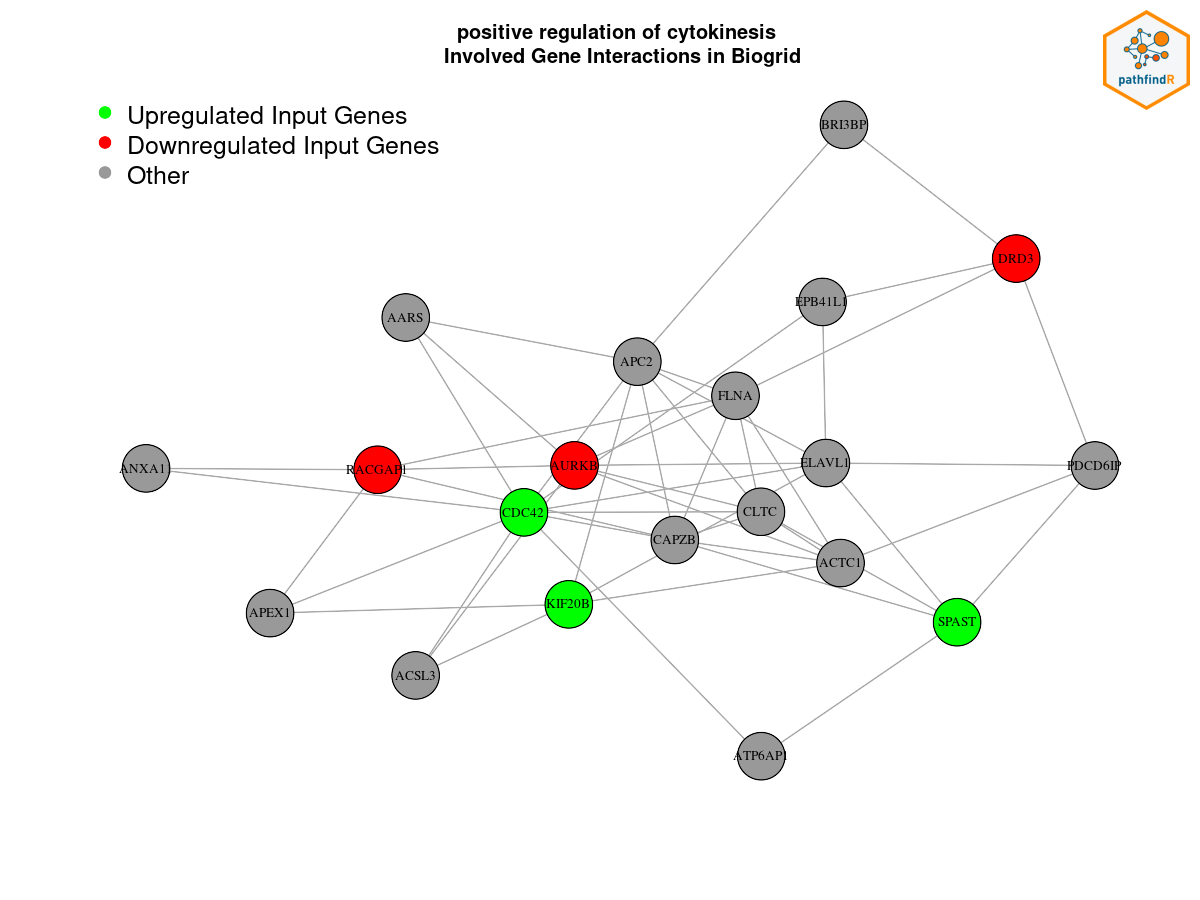 positive regulation of cytokinesis
Involved Gene Interactions in Biogrid
pathfindR
Upregulated Input Genes
Downregulated Input Genes
Other
BRI3BP
DRD3
EPB41L1
AARS
APC2
FLNA
ANXA1
RACGAP1
AURKB
ELAVL1
PDCD6IP
CDC42
CLTC
CAPZB
ACTC1
APEX1
KIF20B
SPAST
ACSL3
ATP6AP1